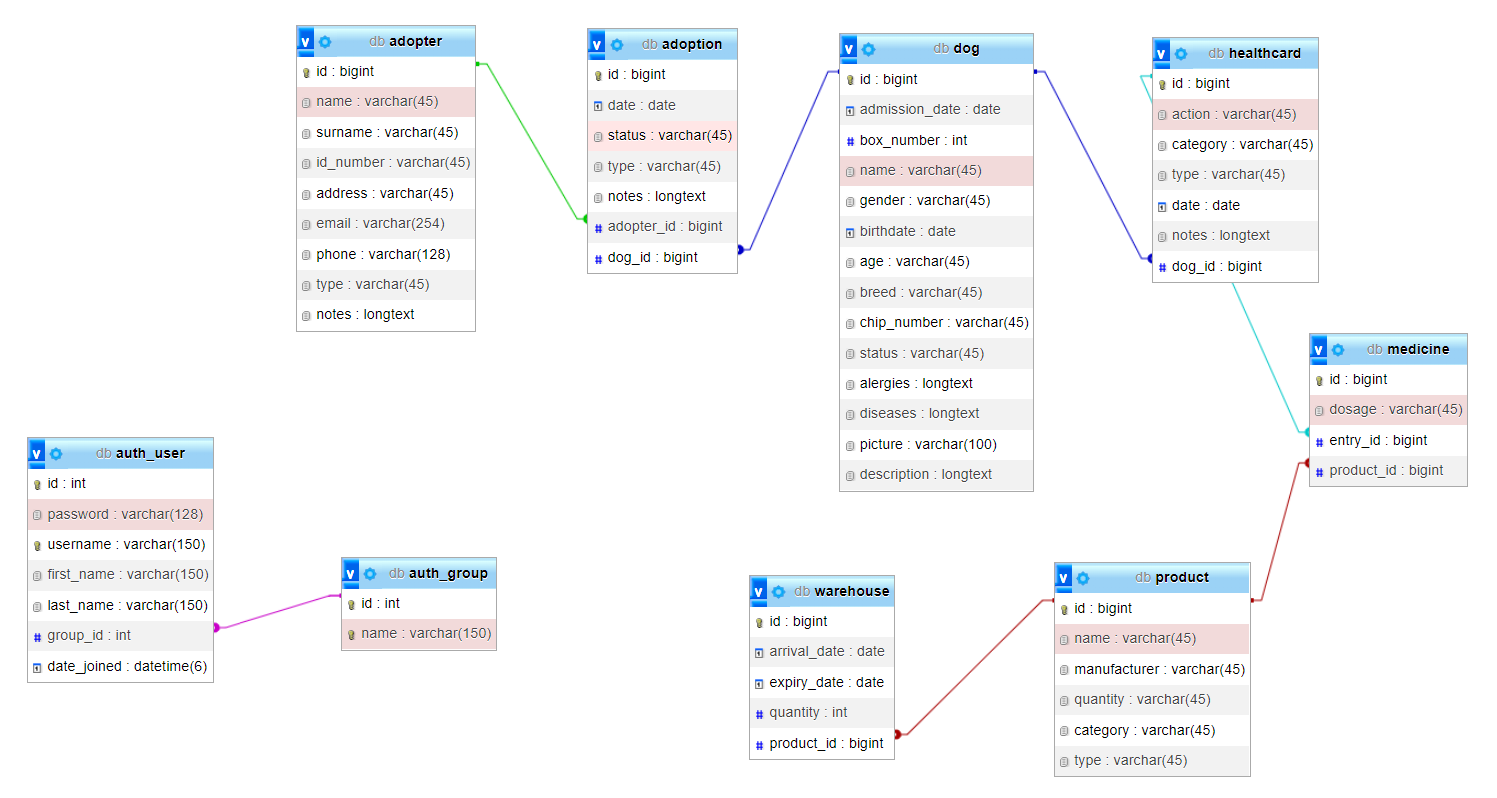 v db adopter
id : bigint
name : varchar(45)
surname : varchar(45)
id_number : varchar(45)
address : varchar(45)
email : varchar(254)
phone : varchar(128)
type : varchar(45)
notes : longtext
v db adoption
id : bigint
date : date
status : varchar(45)
type : varchar(45)
notes : longtext
# adopter_id : bigint
# dog_id : bigint
v db dog
id : bigint
admission_date : date
# box_number : int
name : varchar(45)
gender : varchar(45)
birthdate : date
age : varchar(45)
breed : varchar(45)
chip_number : varchar(45)
status : varchar(45)
alergies : longtext
diseases : longtext
picture : varchar(100)
description : longtext
v db healthcard
id : bigint
action : varchar(45)
category : varchar(45)
type : varchar(45)
date : date
notes : longtext
# dog_id : bigint
v db medicine
id : bigint
dosage : varchar(45)
# entry_id : bigint
# product_id : bigint
v db auth_user
id : int
password : varchar(128)
username : varchar(150)
first_name : varchar(150)
last_name : varchar(150)
# group_id : int
date_joined : datetime(6)
v db auth_group
id : int
name : varchar(150)
v db warehouse
id : bigint
arrival_date : date
expiry_date : date
# quantity : int
# product_id : bigint
v db product
id : bigint
name : varchar(45)
manufacturer : varchar(45)
quantity : varchar(45)
category : varchar(45)
type : varchar(45)